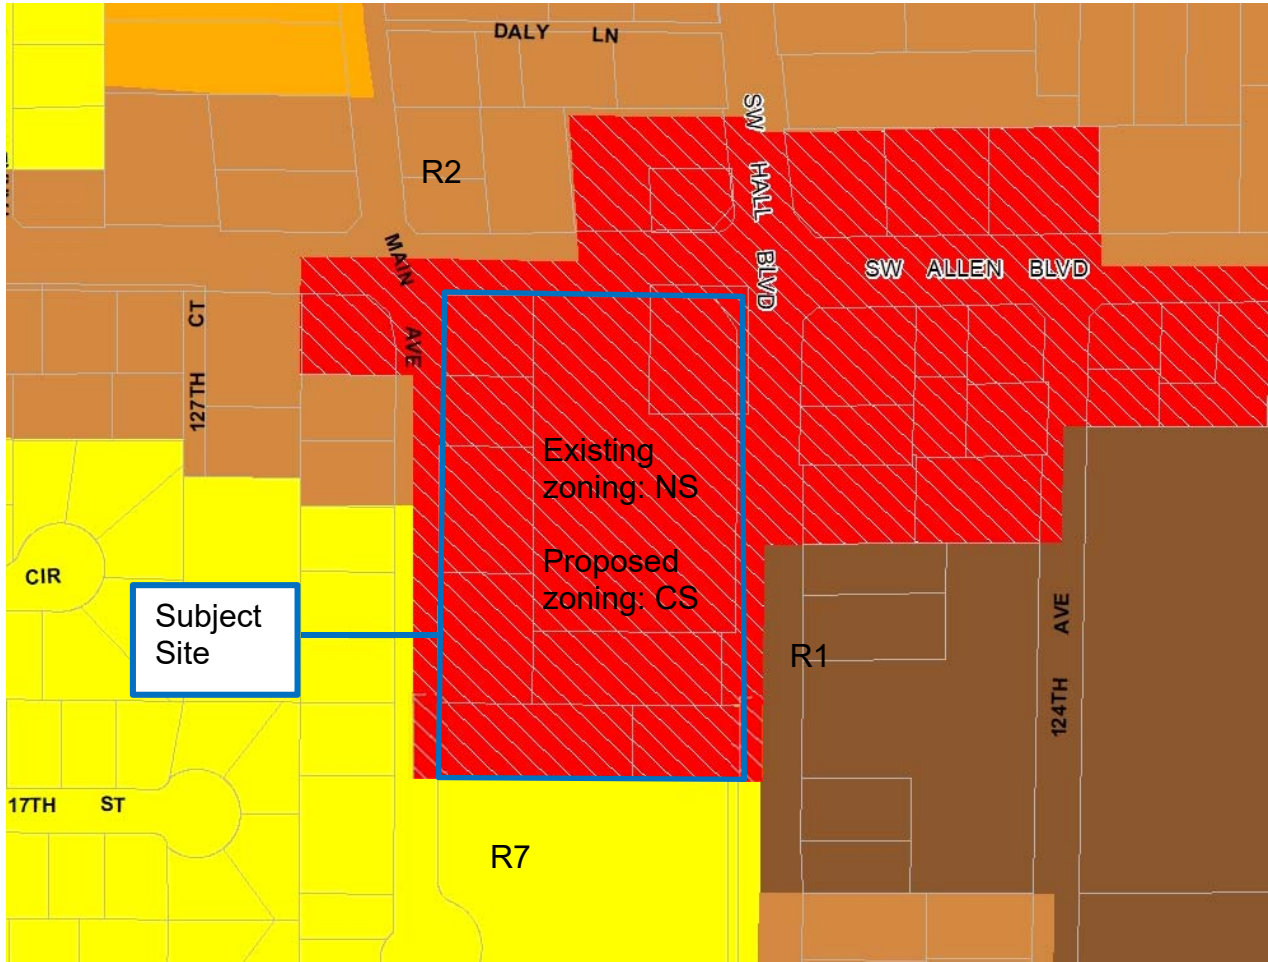 DALY LN
SW HALL BLVD
R2
MAIN AVE
SW ALLEN BLVD
127TH CT
Existing
zoning: NS
Proposed
zoning: CS
CIR
Subject
Site
R1
124TH AVE
17TH ST
R7